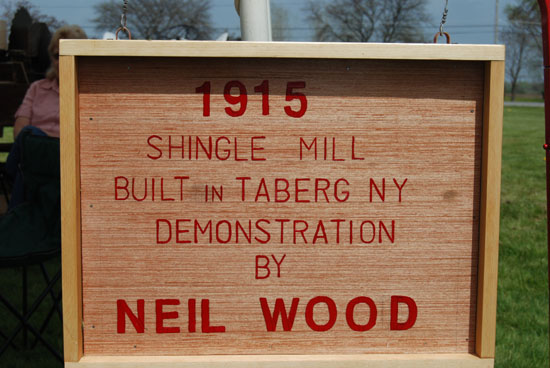 1915
SHINGLE MILL
BUILT IN TABERG NY
DEMONSTRATION
BY
NEIL WOOD